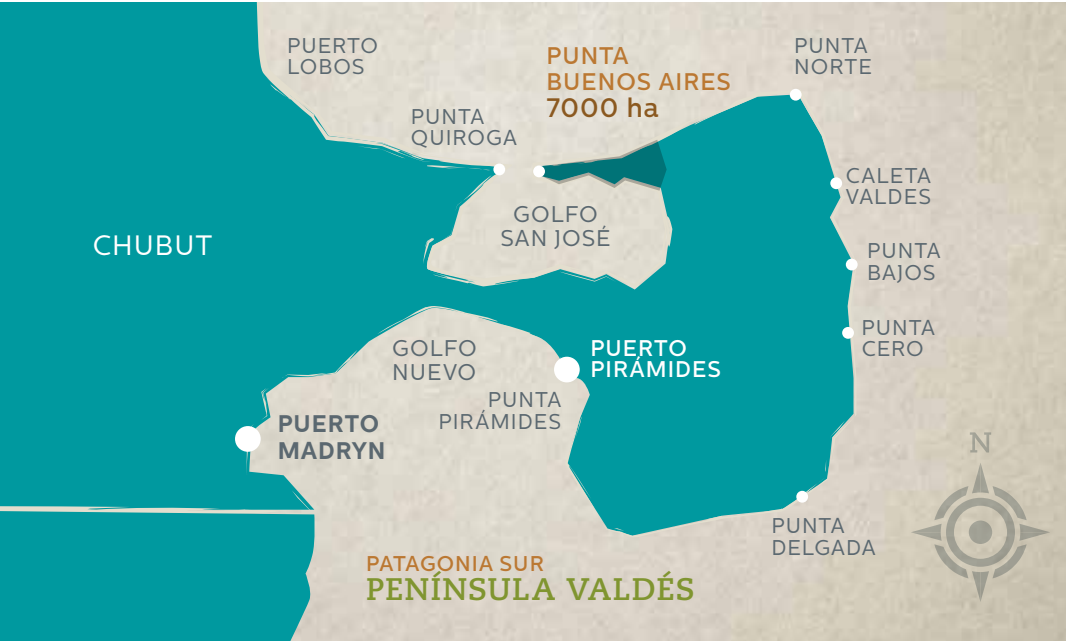 PUERTO
LOBOS
PUNTA
BUENOS AIRES
7000 ha
PUNTA
NORTE
PUNTA
QUIROGA
CALETA
VALDES
GOLFO
SAN JOSÉ
CHUBUT
PUNTA
BAJOS
PUNTA
CERO
GOLFO
NUEVO
PUERTO
PIRÁMIDES
PUNTA
PIRÁMIDES
PUERTO
MADRYN
N
PUNTA
DELGADA
PATAGONIA SUR
PENÍNSULA VALDÉS